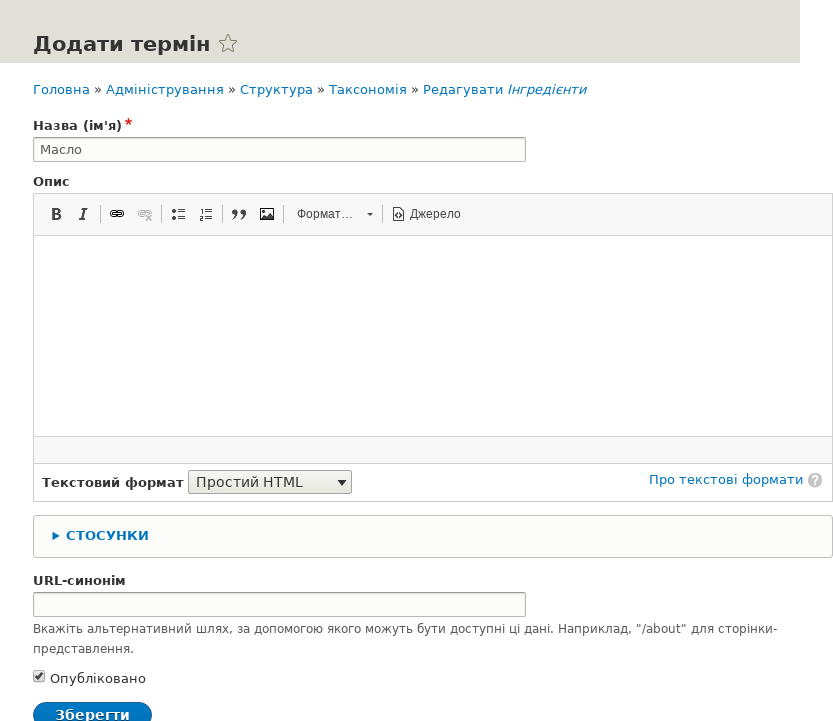 Додати термін
Головна » Адміністрування » Структура » Таксономія » Редагувати Інгредієнти
Назва (ім'я)*
Масло
Опис
B I Формат... Джерело
Текстовий формат Простий HTML Про текстові формати ?
СТОСУНКИ
URL-синонім
Вкажіть альтернативний шлях, за допомогою якого можуть бути доступні ці дані. Наприклад, "/about" для сторінки-
представлення.
Опубліковано
Зберегти